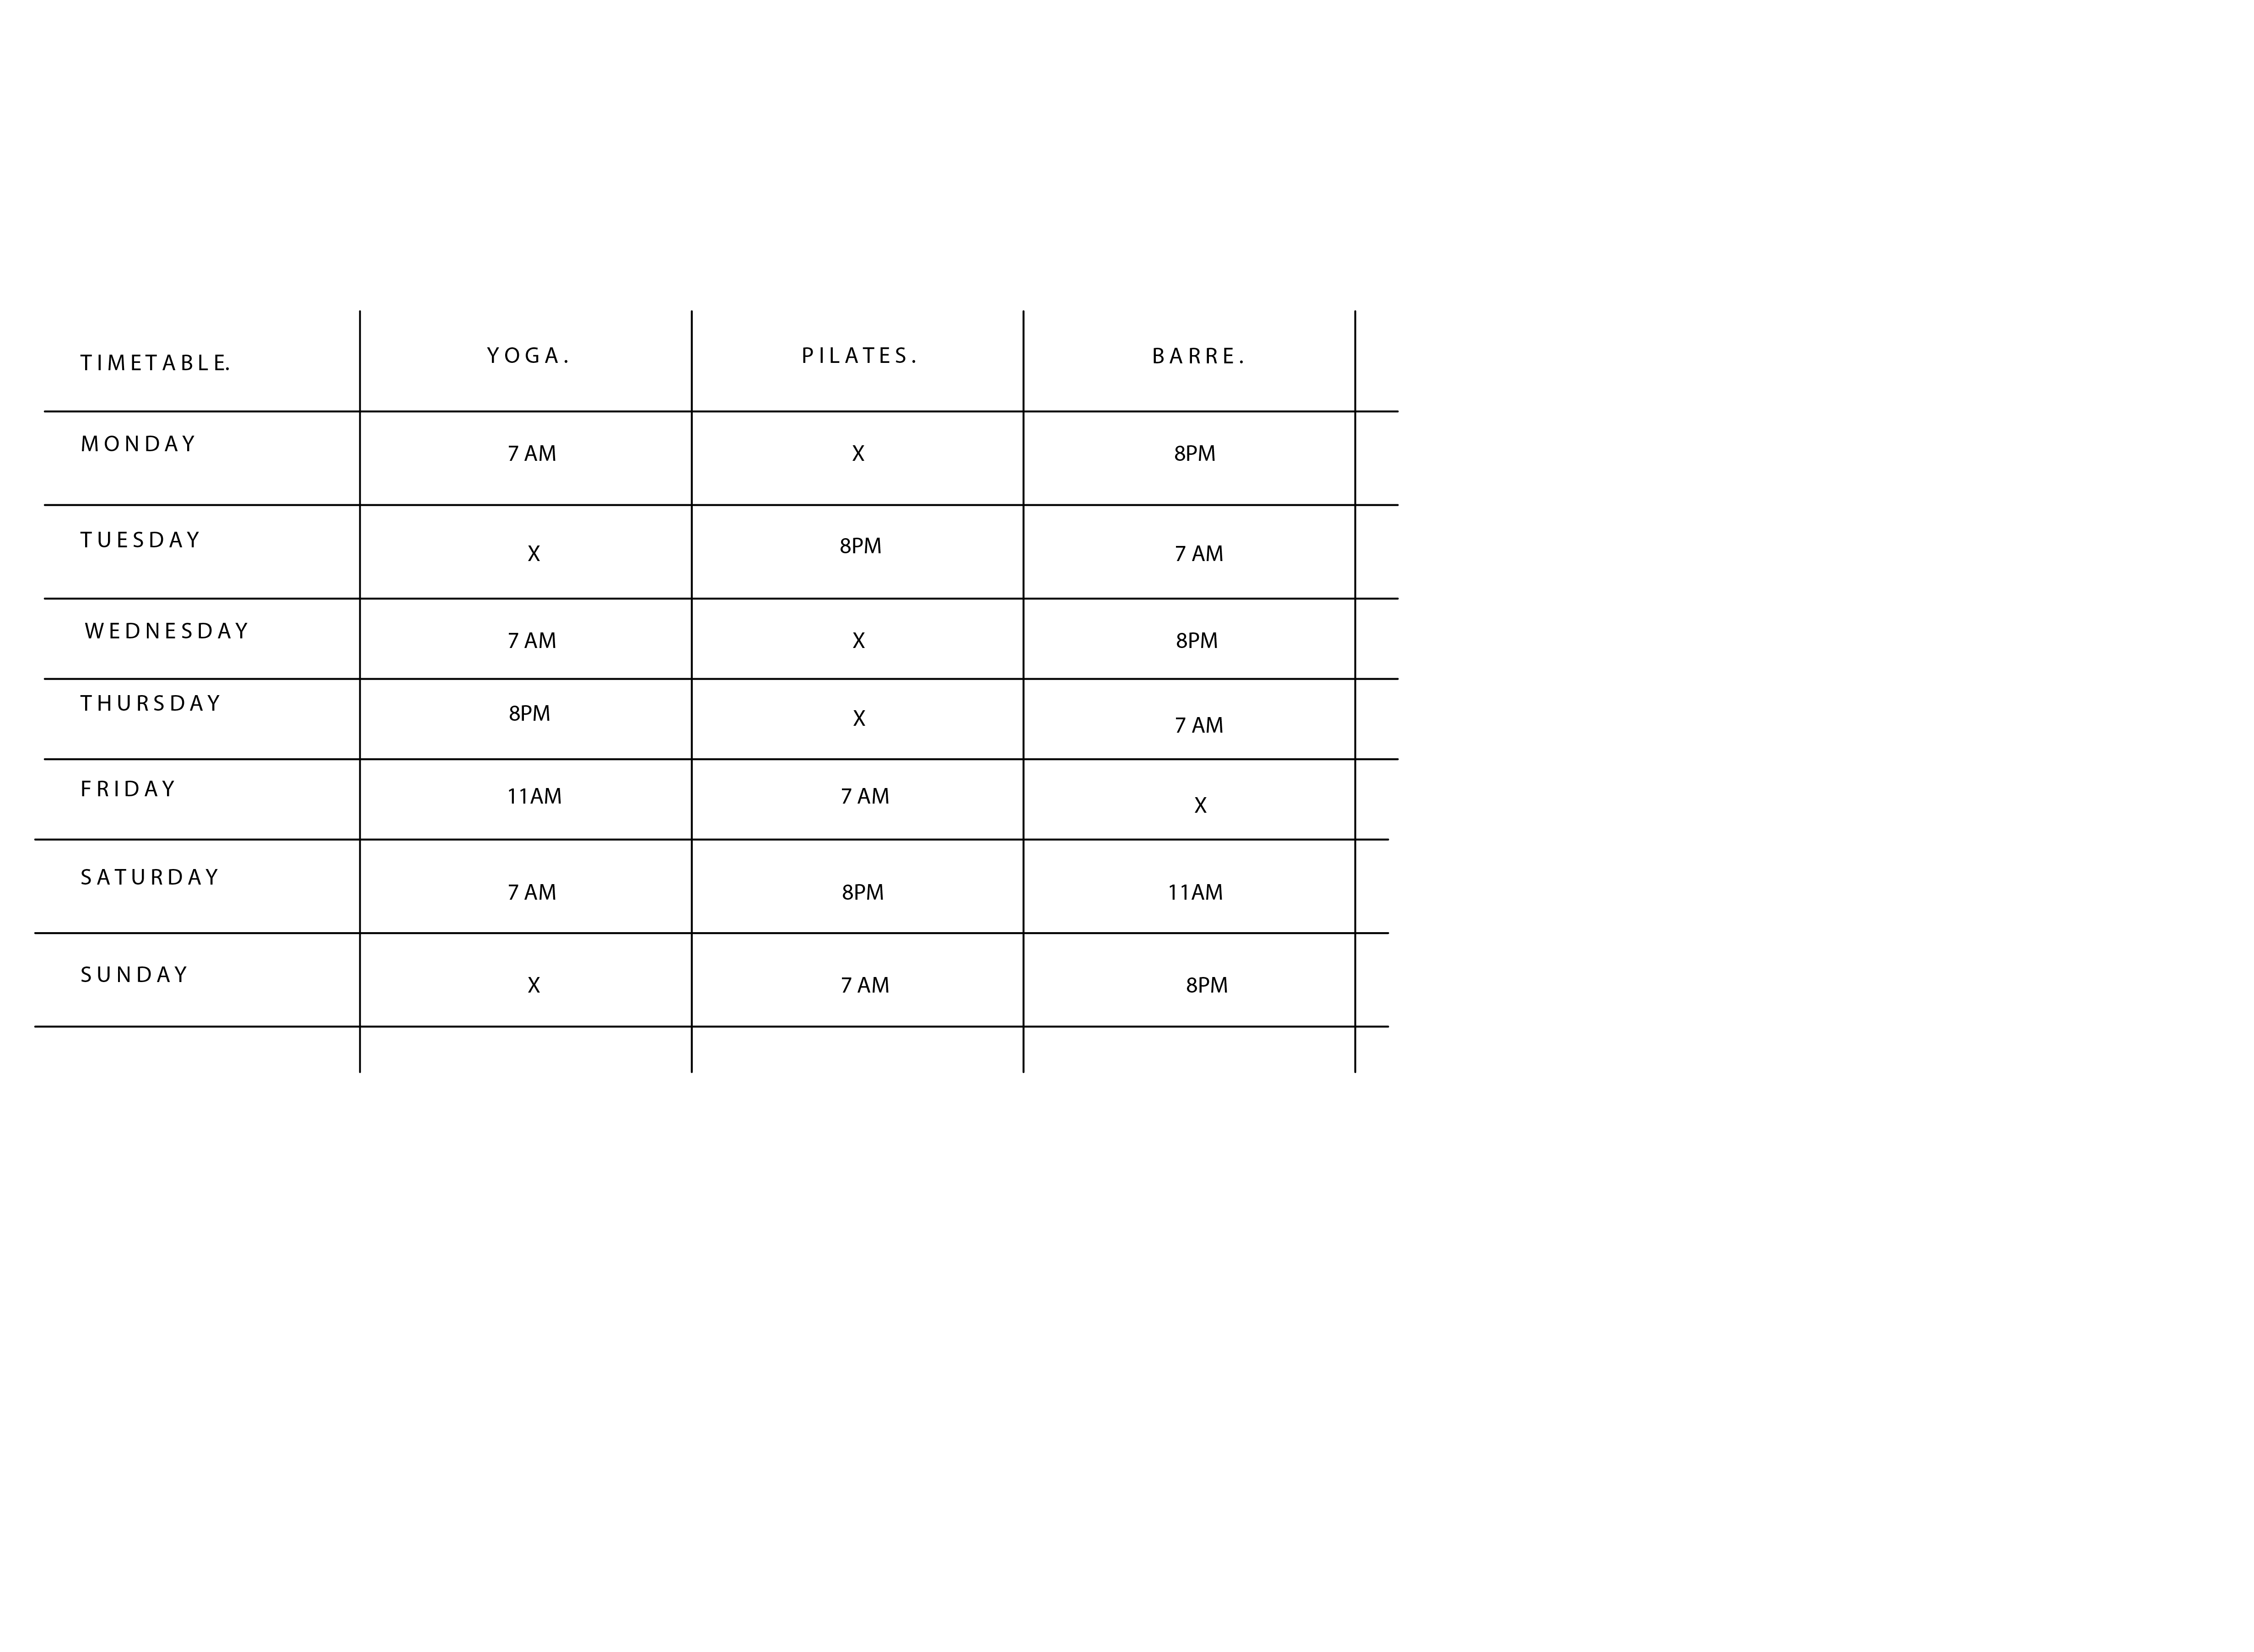 TIMETABLE. YOGA. PILATES. BARRE.
MONDAY 7 AM X 8PM
TUESDAY X 8PM 7 AM
WEDNESDAY 7 AM X 8PM
THURSDAY 8PM X 7 AM
FRIDAY 11AM 7 AM X
SATURDAY 7 AM 8PM 11AM
SUNDAY X 7 AM 8PM